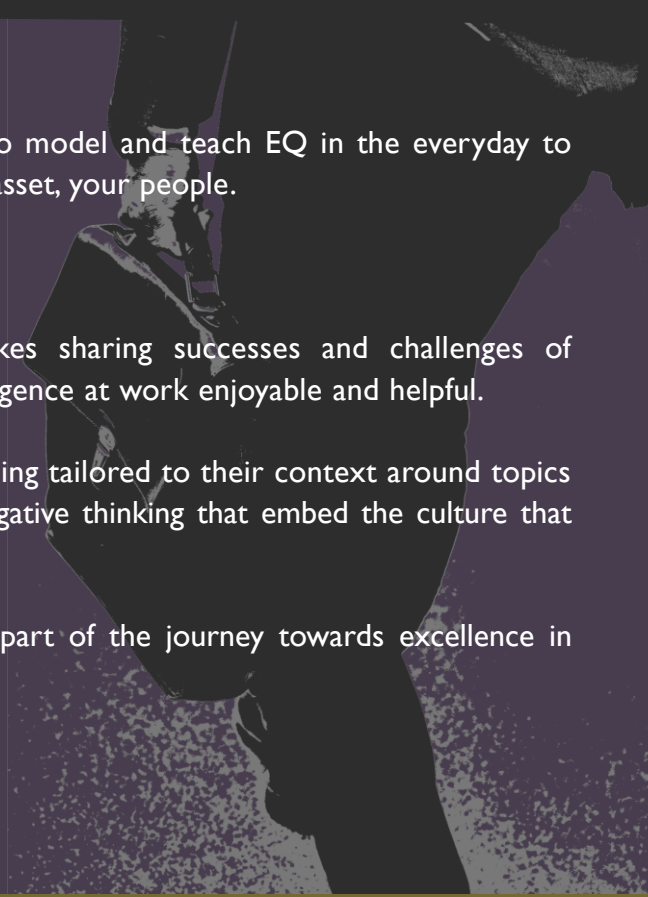 o model and teach EQ in the everyday to
asset, your people.
kes sharing successes and challenges of
gence at work enjoyable and helpful.
ing tailored to their context around topics
gative thinking that embed the culture that
part of the journey towards excellence in